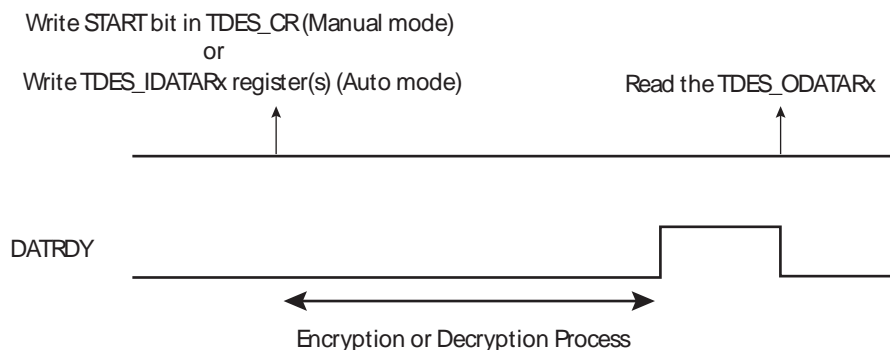 Write START bit in TDES_CR (Manual mode)
or
Write TDES_IDATARx register(s) (Auto mode)
Read the TDES_ODATARx
DATRDY
Encryption or Decryption Process